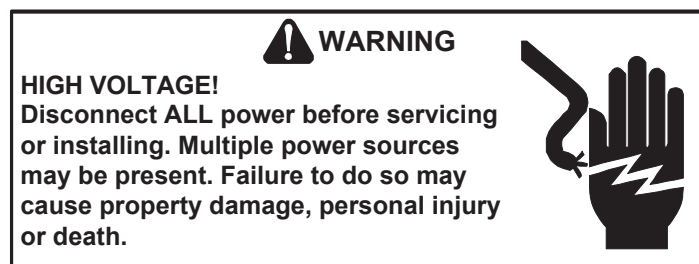 WARNING
HIGH VOLTAGE!
Disconnect ALL power before servicing
or installing. Multiple power sources
may be present. Failure to do so may
cause property damage, personal injury
or death.